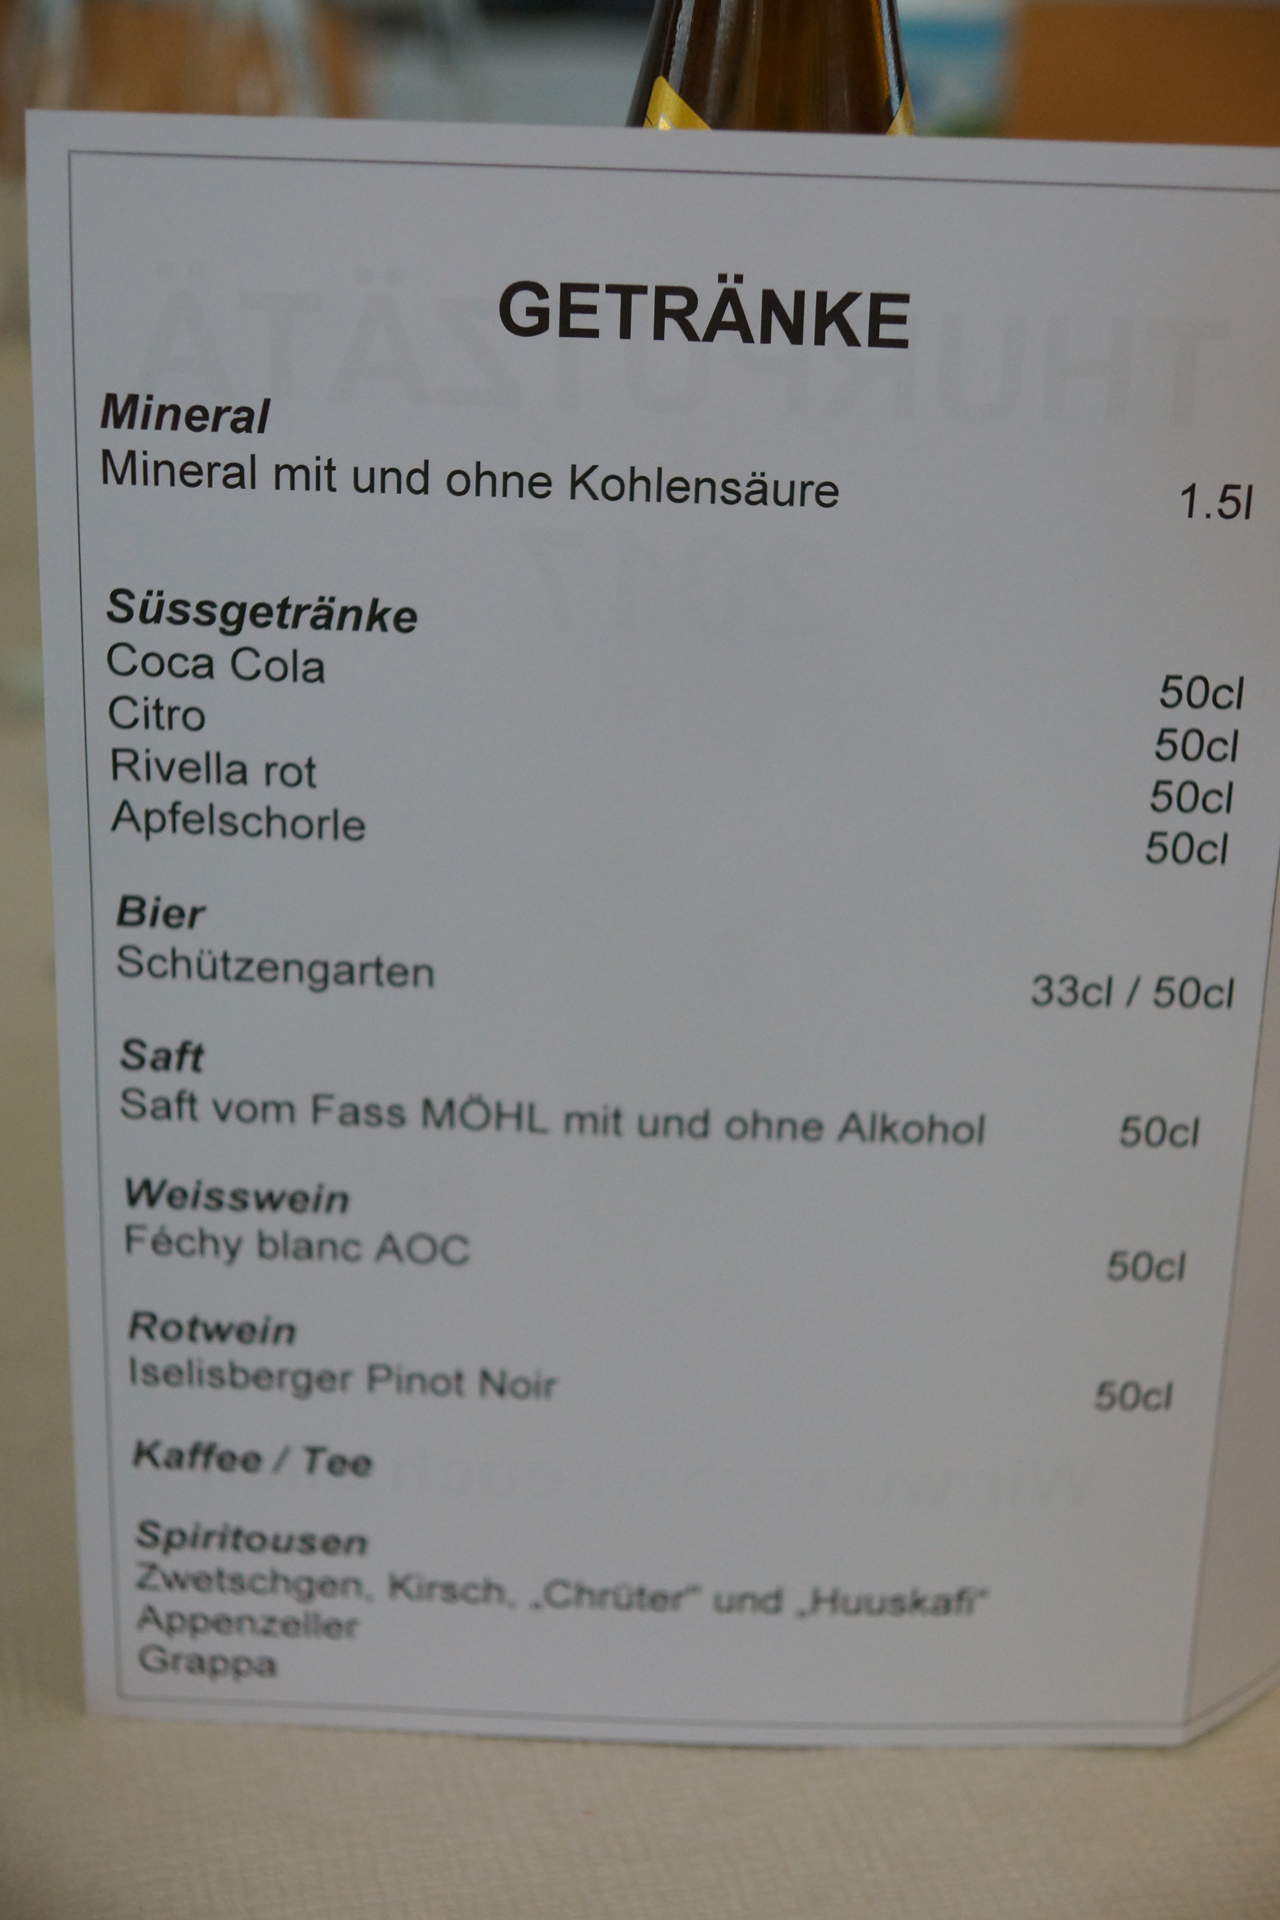 GETRÄNKE
Mineral
Mineral mit und ohne Kohlensäure 1.5l
Süssgetränke
Coca Cola 50cl
Citro 50cl
Rivella rot 50cl
Apfelschorle 50cl
Bier
Schützengarten 33cl / 50cl
Saft
Saft vom Fass MÖHL mit und ohne Alkohol 50cl
Weisswein
Féchy blanc AOC 50cl
Rotwein
Iselisberger Pinot Noir 50cl
Kaffee / Tee
Spiritousen
Zwetschgen, Kirsch, „Chrüter“ und „Huuskafi“
Appenzeller
Grappa